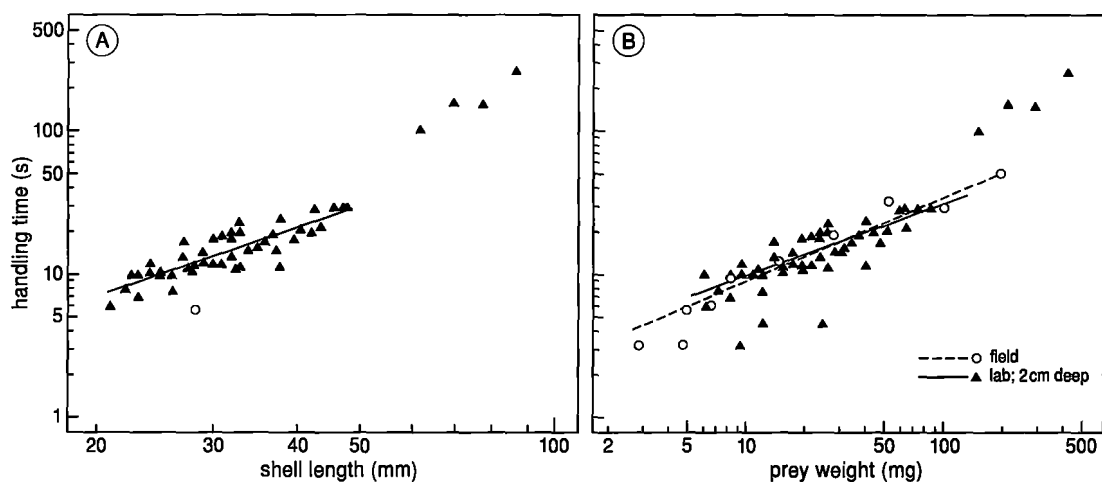 A
handling time (s)
500
100
50
10
5
1
20
30
40
50
100
shell length (mm)
B
field
lab; 2cm deep
2
5
10
50
100
500
prey weight (mg)